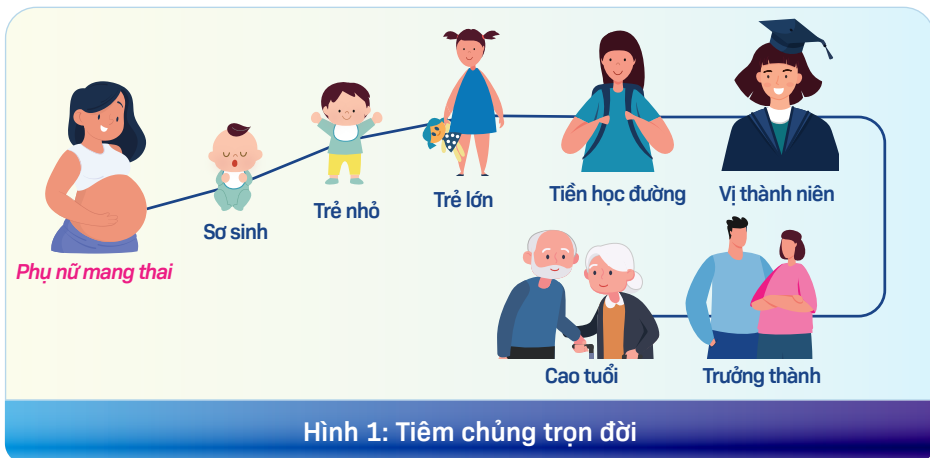 Phụ nữ mang thai
Sơ sinh
Trẻ nhỏ
Trẻ lớn
Tiền học đường
Vị thành niên
Trưởng thành
Cao tuổi
Hình 1: Tiêm chủng trọn đời